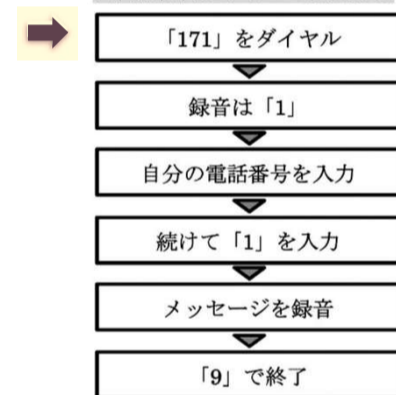 「171」をダイヤル
録音は「1」
自分の電話番号を入力
続けて「1」を入力
メッセージを録音
「9」で終了